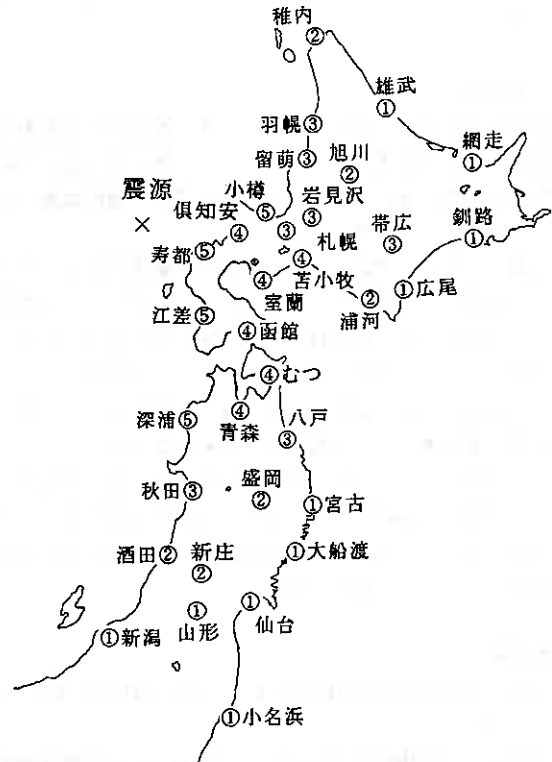 稚内
②
雄武
①
羽幌③
留萌③
旭川
②
網走
①
震源
×
小樽
⑤
岩見沢
③
倶知安
④
③
札幌
帯広
③
釧路
①
寿都⑤
④
苫小牧
④
室蘭
②
浦河
①広尾
江差⑤
④函館
④むつ
深浦⑤
④
青森
八戸
③
秋田③
盛岡
②
①宮古
酒田②
新庄
②
①大船渡
①新潟
①
山形
①
仙台
①小名浜